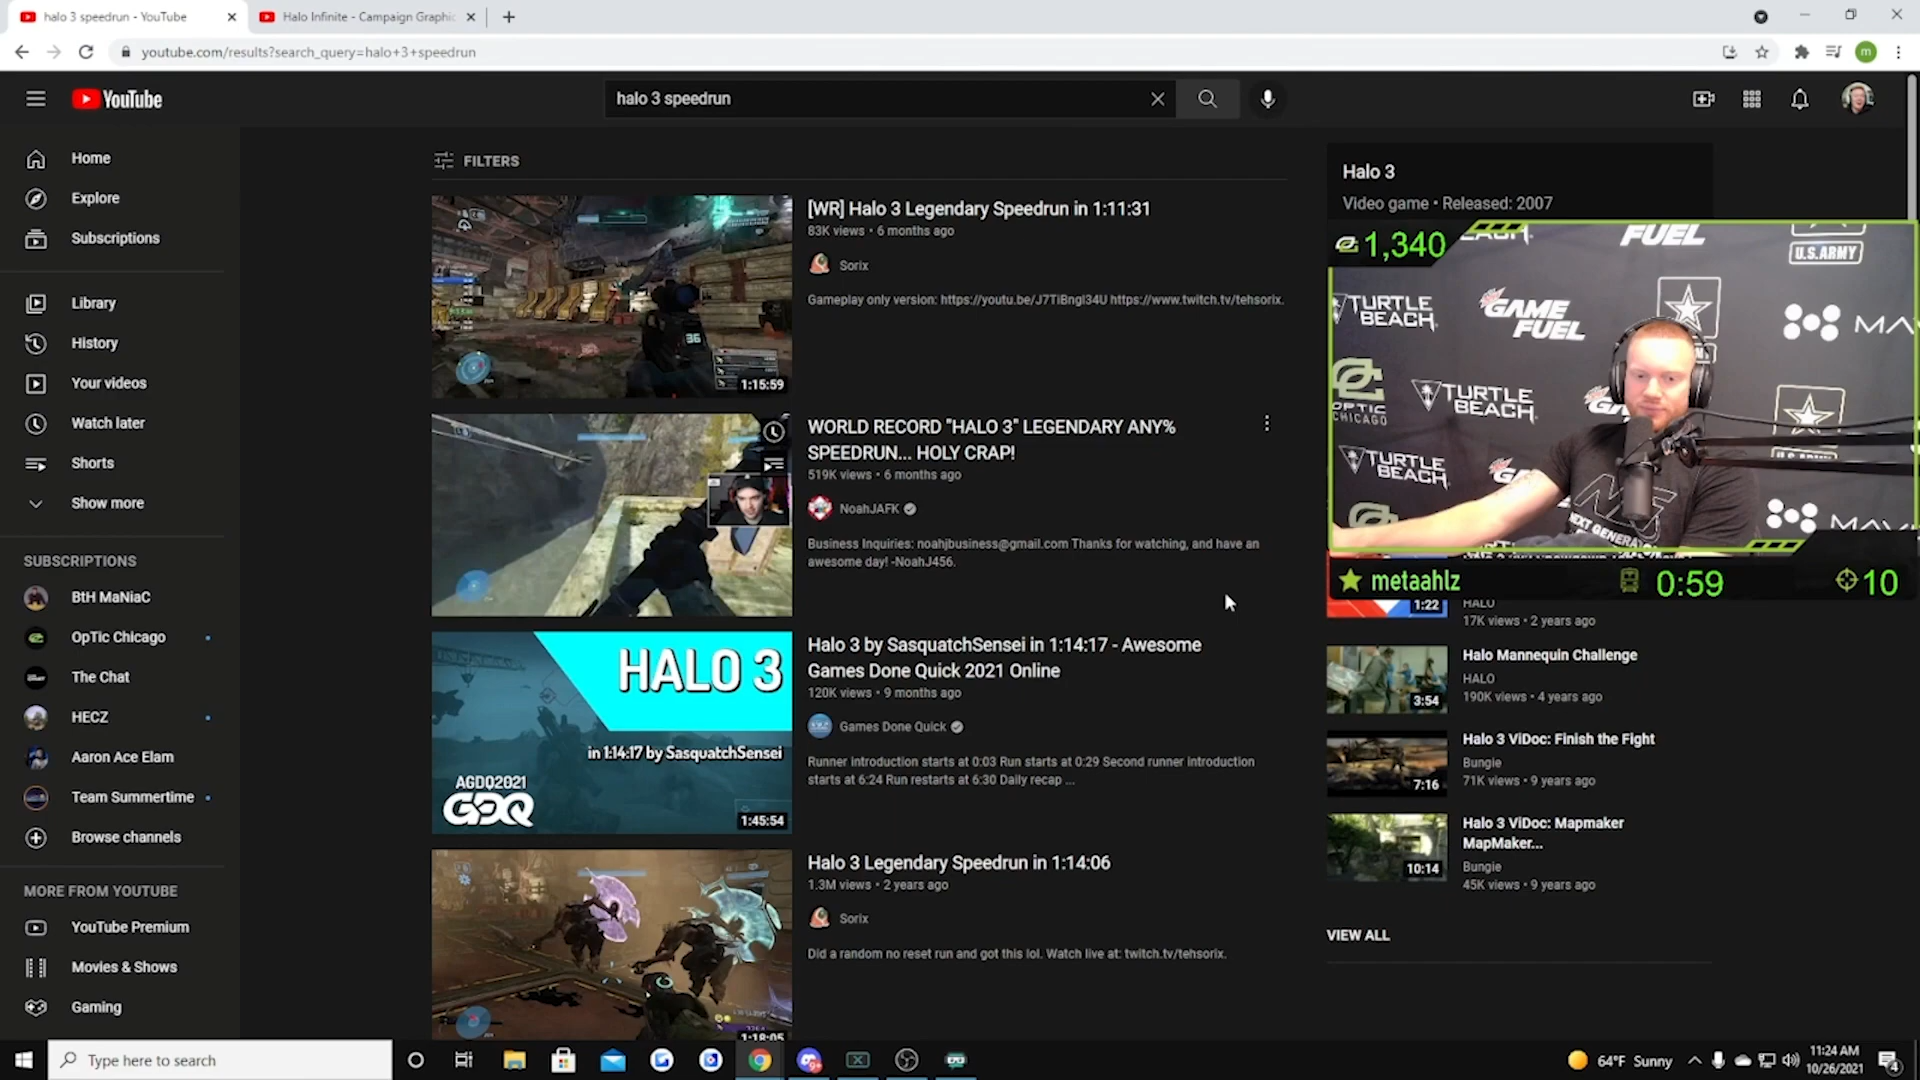 halo 3 speedrun - YouTube
Halo Infinite - Campaign Graphic
youtube.com/results?search_query=halo+3+speedrun
m
YouTube
halo 3 speedrun
Home
Explore
Subscriptions
Library
History
Your videos
Watch later
Shorts
Show more
SUBSCRIPTIONS
BtH MaNiaC
OpTic Chicago
The Chat
HECZ
Aaron Ace Elam
Team Summertime
Browse channels
MORE FROM YOUTUBE
YouTube Premium
Movies & Shows
Gaming
FILTERS
36
1:15:59
[WR] Halo 3 Legendary Speedrun in 1:11:31
83K views • 6 months ago
Sorix
Gameplay only version: https://youtu.be/J7TiBngl34U https://www.twitch.tv/tehsorix.
WORLD RECORD "HALO 3" LEGENDARY ANY%
SPEEDRUN... HOLY CRAP!
519K views • 6 months ago
NoahJAFK
Business Inquiries: noahjbusiness@gmail.com Thanks for watching, and have an
awesome day! -NoahJ456.
HALO 3
in 1:14:17 by SasquatchSensei
AGDQ2021
GDQ
1:45:54
Halo 3 by SasquatchSensei in 1:14:17 - Awesome
Games Done Quick 2021 Online
120K views • 9 months ago
Games Done Quick
Runner introduction starts at 0:03 Run starts at 0:29 Second runner introduction
starts at 6:24 Run restarts at 6:30 Daily recap ...
1:18:05
Halo 3 Legendary Speedrun in 1:14:06
1.3M views • 2 years ago
Sorix
Did a random no reset run and got this lol. Watch live at: twitch.tv/tehsorix.
Halo 3
Video game • Released: 2007
1,340
BEACH
FUEL
U.S.ARMY
TURTLE
BEACH
GAME
FUEL
MAV
OPTIC
CHICAGO
TURTLE
BEACH
TURTLE
BEACH
NEXT GENERA
MAV
metaahlz
0:59
10
1:22
HALO
17K views • 2 years ago
3:54
Halo Mannequin Challenge
HALO
190K views • 4 years ago
7:16
Halo 3 ViDoc: Finish the Fight
Bungie
71K views • 9 years ago
10:14
Halo 3 ViDoc: Mapmaker
MapMaker...
Bungie
45K views • 9 years ago
VIEW ALL
Type here to search
64°F Sunny
11:24 AM
10/26/2021
4